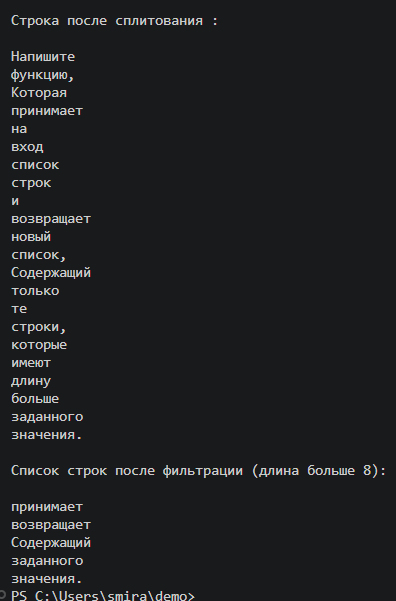 Строка после сплитования :
Напишите
функцию,
Которая
принимает
на
вход
список
строк
и
возвращает
новый
список,
Содержащий
только
те
строки,
которые
имеют
длину
больше
заданного
значения.
Список строк после фильтрации (длина больше 8):
принимает
возвращает
Содержащий
заданного
значения.
PS C:\Users\smira\demo>